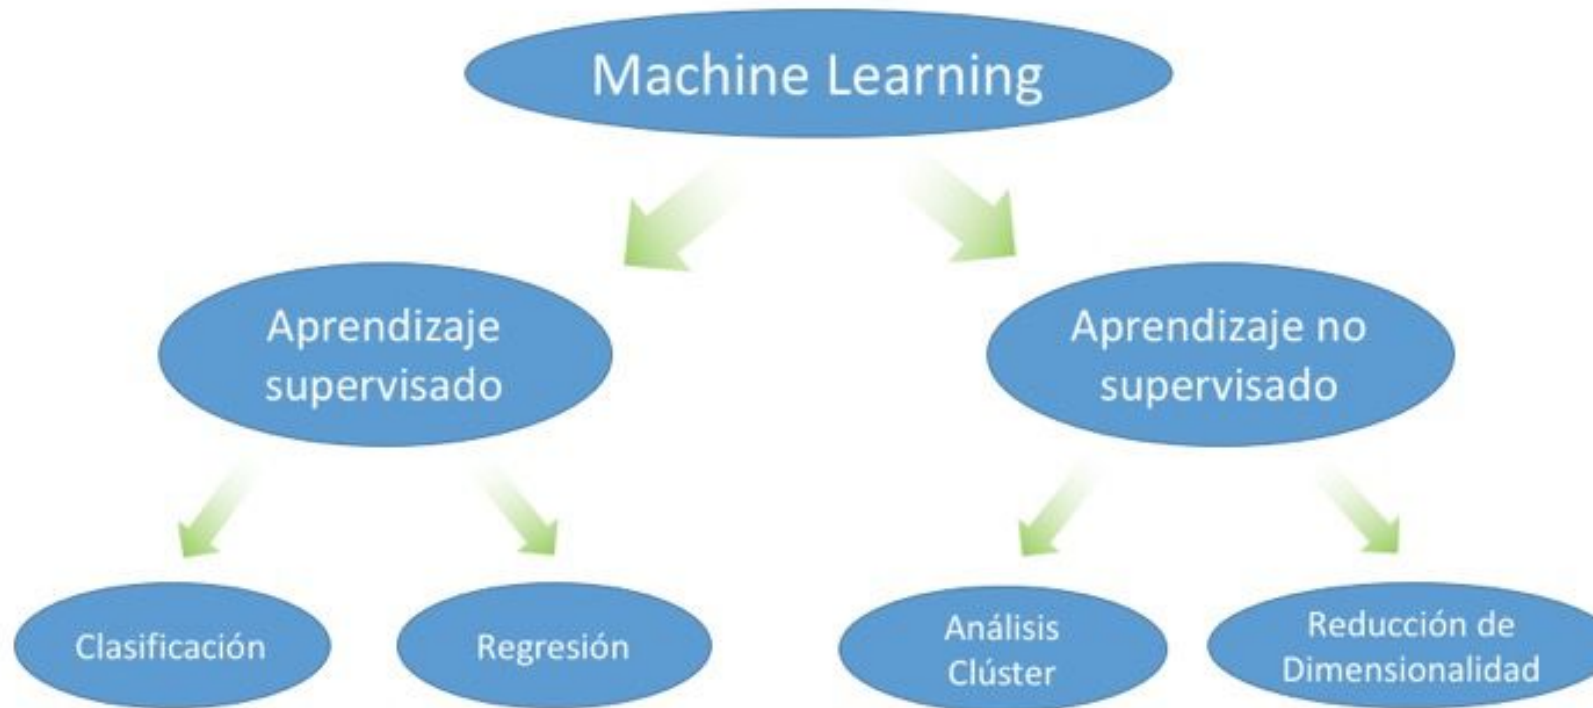 Machine Learning
Aprendizaje
supervisado
Aprendizaje no
supervisado
Clasificación
Regresión
Análisis
Clúster
Reducción de
Dimensionalidad